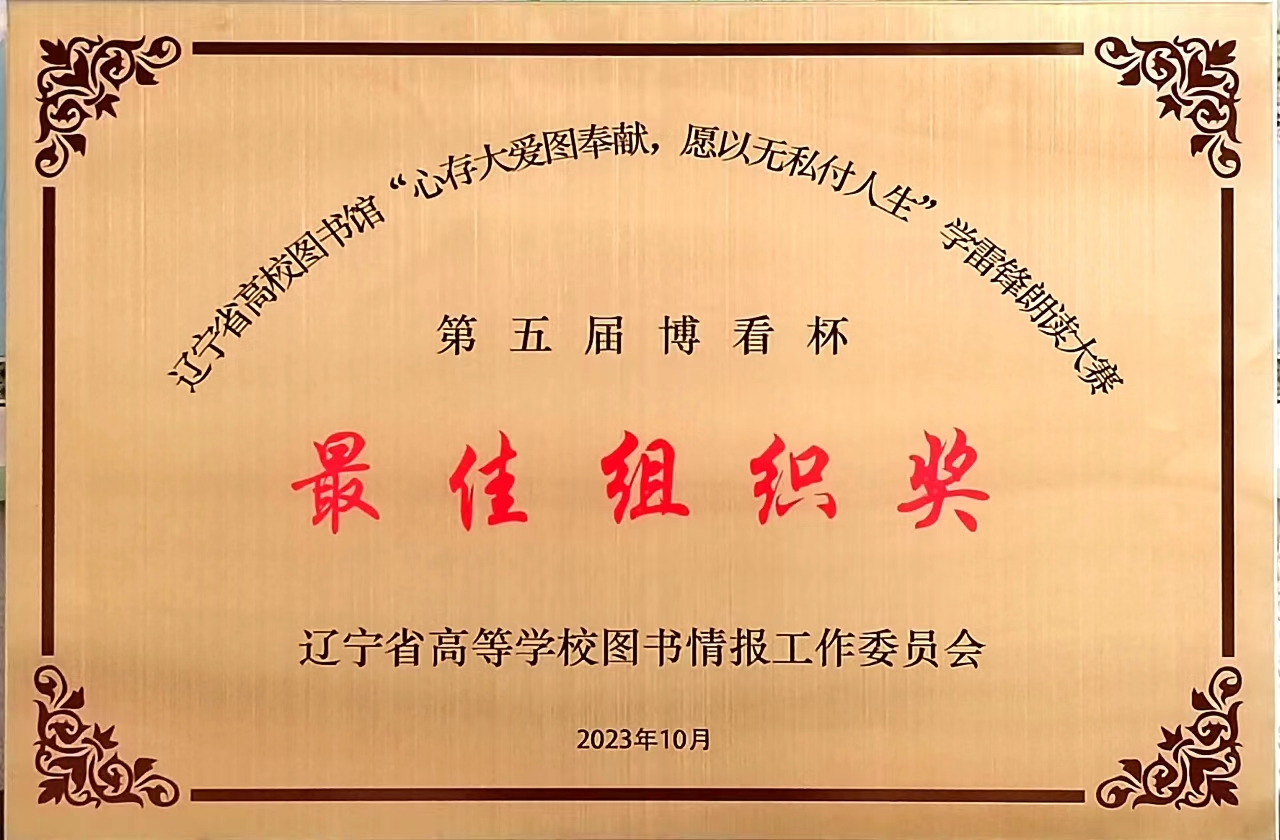 辽宁省高校图书馆“心存大爱图奉献，愿以无私付人生”学雷锋朗读大赛
第五届博看杯
最佳组织奖
辽宁省高等学校图书情报工作委员会
2023年10月